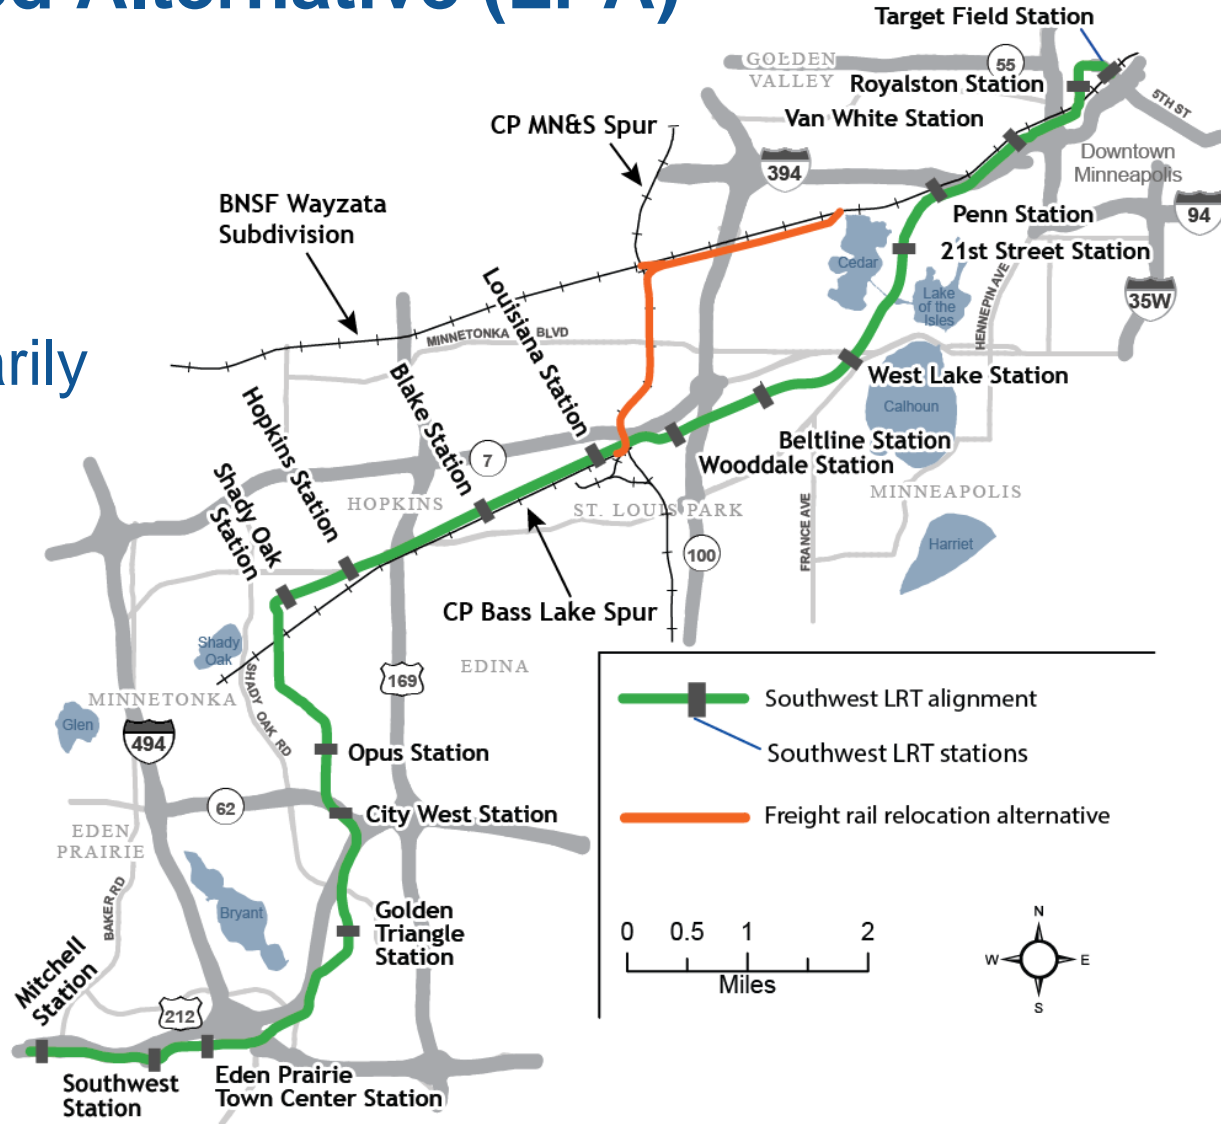 Target Field Station
GOLDEN
VALLEY
55
Royalston Station
5TH ST
Van White Station
CP MN&S Spur
Downtown
Minneapolis
394
BNSF Wayzata
Subdivision
Penn Station
94
21st Street Station
Cedar
Lake
of the
Isles
HENNEPIN AVE
35W
Louisiana Station
MINNETONKA BLVD
arily
West Lake Station
Blake Station
Hopkins Station
Calhoun
Beltline Station
7
Wooddale Station
Shady Oak
Station
HOPKINS
ST. LOUIS PARK
MINNEAPOLIS
FRANCE AVE
100
Harriet
CP Bass Lake Spur
Shady
Oak
EDINA
169
MINNETONKA
SHADY OAK RD
Glen
494
Southwest LRT alignment
Opus Station
Southwest LRT stations
62
City West Station
Freight rail relocation alternative
EDEN
PRAIRIE
BAKER RD
Bryant
Golden
Triangle
Station
0 0.5 1 2
Miles
N
W E
S
Mitchell
Station
212
Southwest
Station
Eden Prairie
Town Center Station